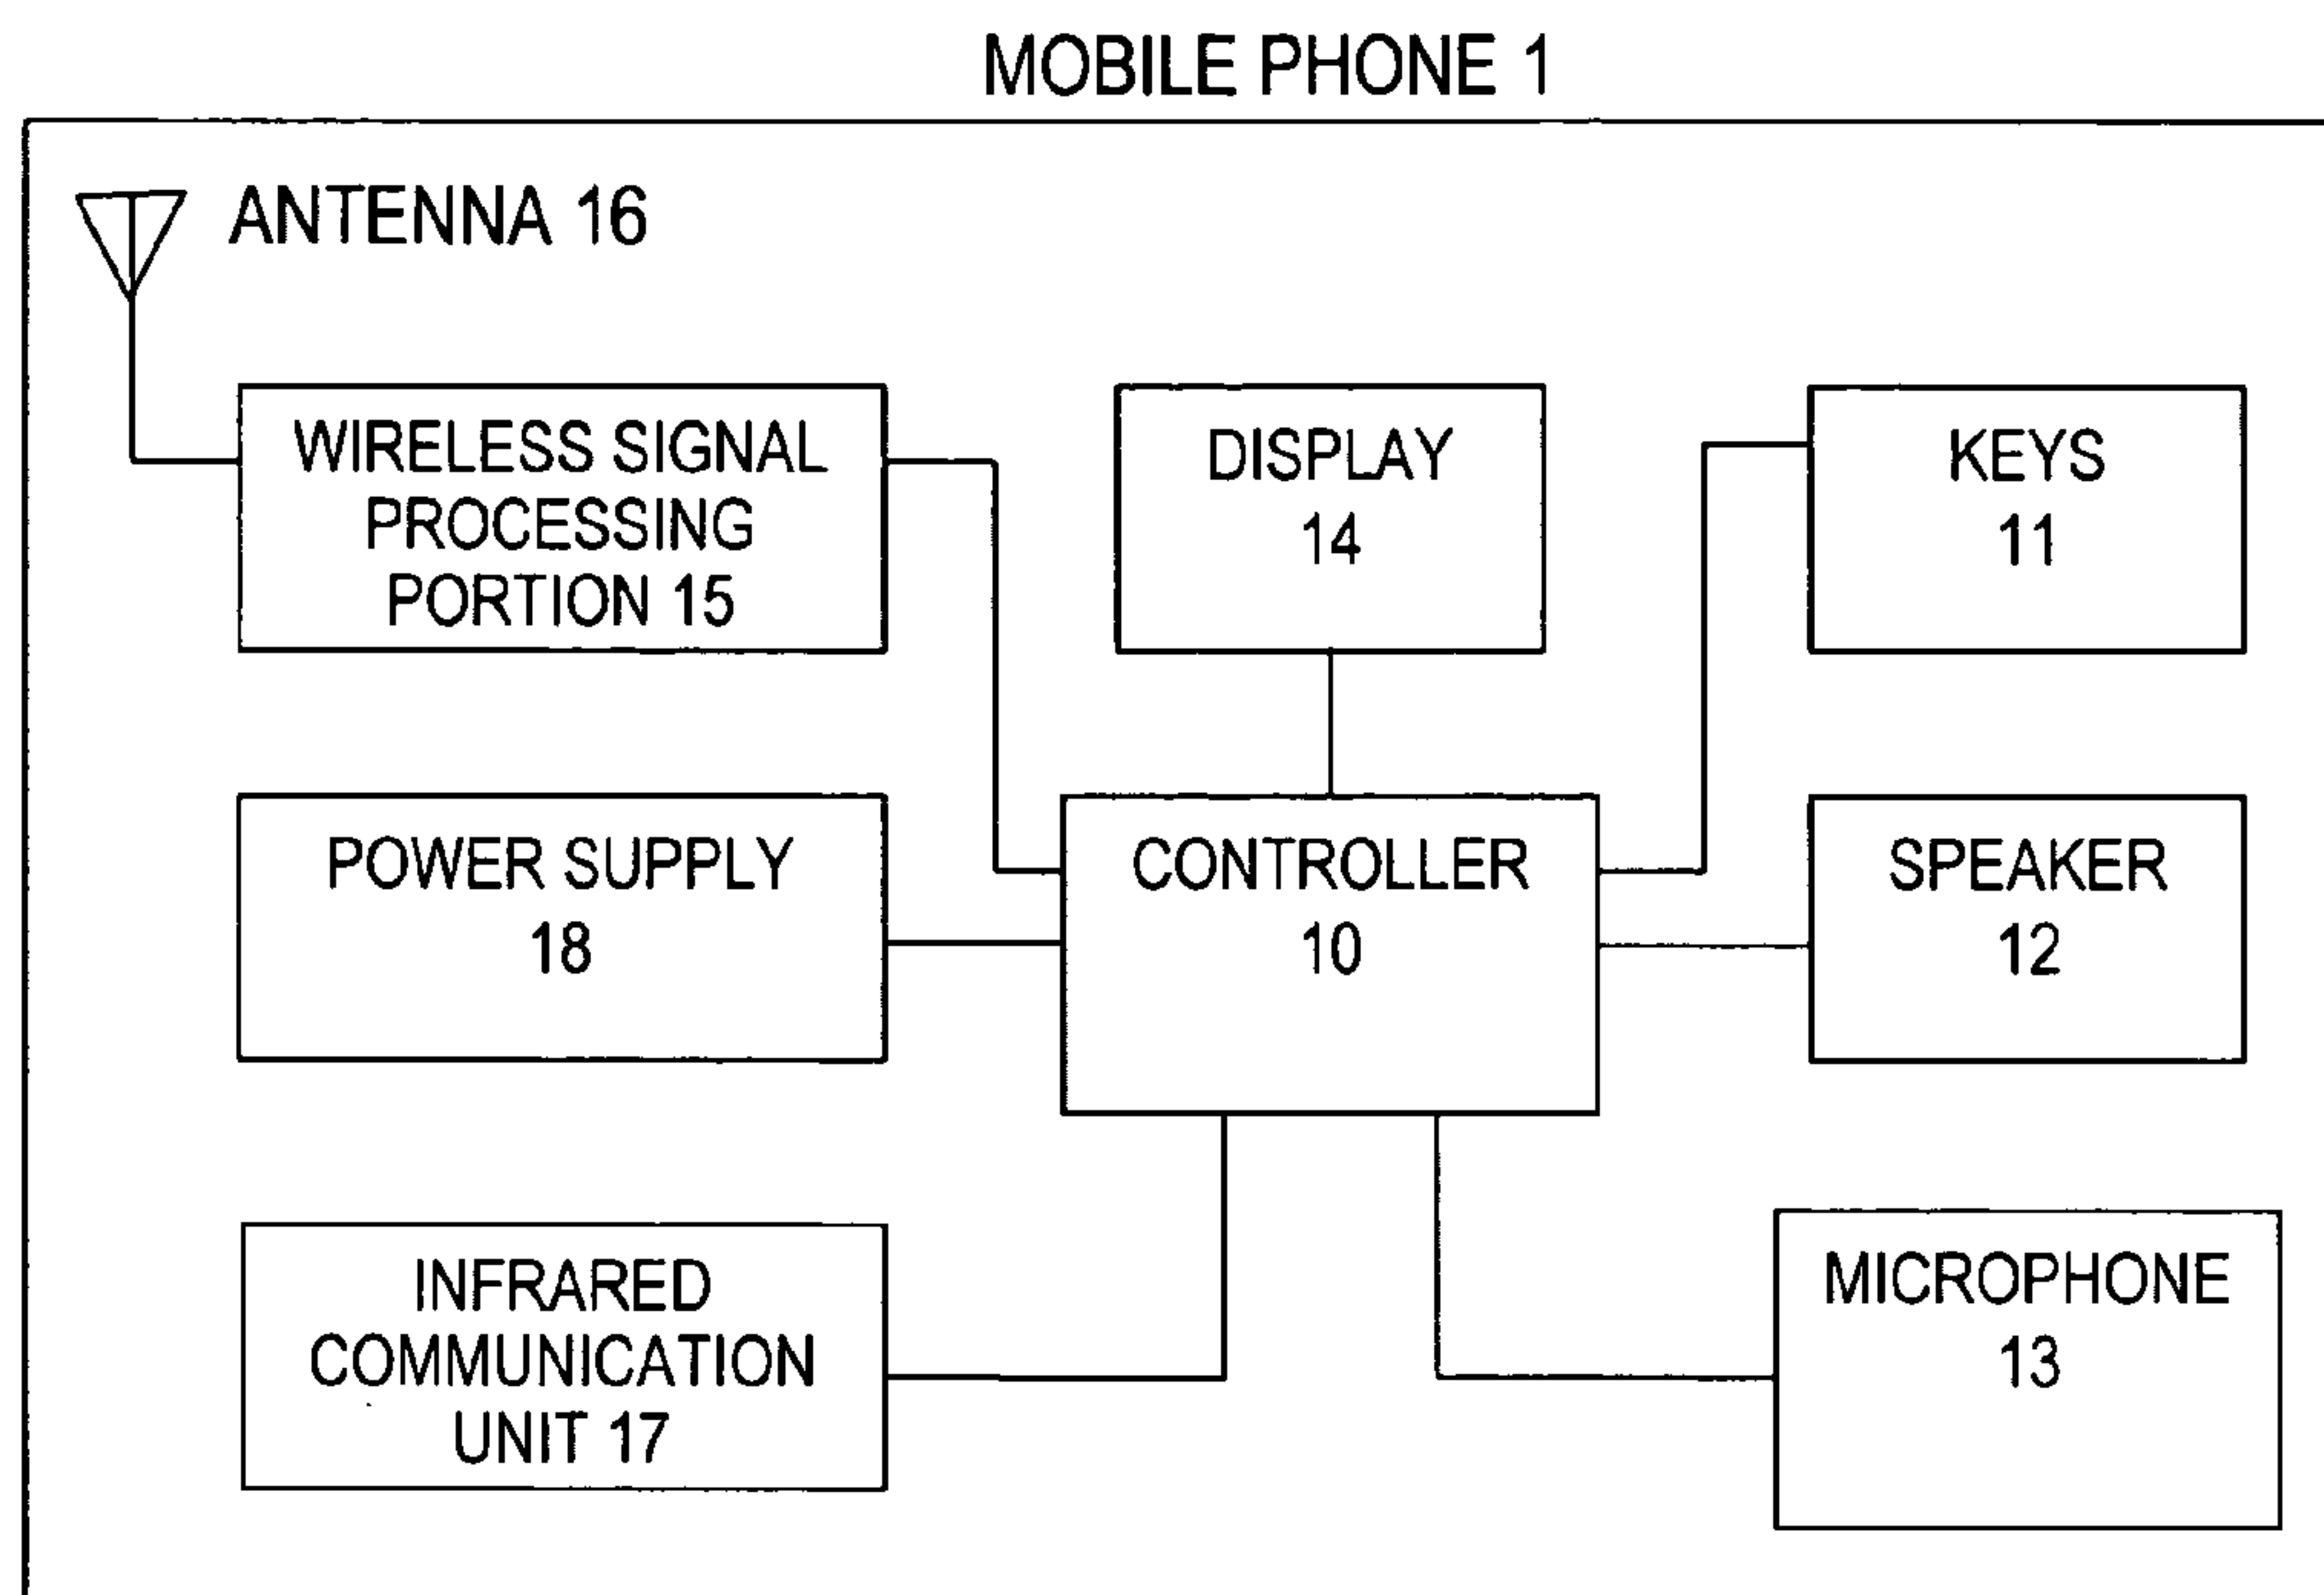 MOBILE PHONE 1
ANTENNA 16
WIRELESS SIGNAL
PROCESSING
PORTION 15
DISPLAY
14
KEYS
11
POWER SUPPLY
18
CONTROLLER
10
SPEAKER
12
INFRARED
COMMUNICATION
UNIT 17
MICROPHONE
13